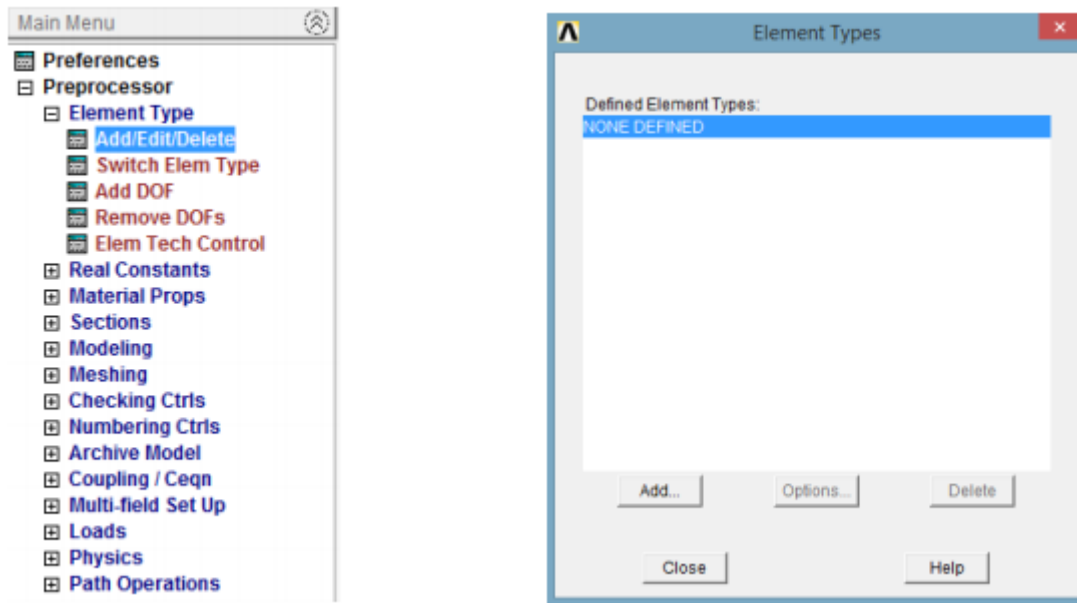 Main Menu
Preferences
Preprocessor
Element Type
Add/Edit/Delete
Switch Elem Type
Add DOF
Remove DOFs
Elem Tech Control
Real Constants
Material Props
Sections
Modeling
Meshing
Checking Ctrls
Numbering Ctrls
Archive Model
Coupling / Ceqn
Multi-field Set Up
Loads
Physics
Path Operations
Element Types
Defined Element Types:
NONE DEFINED
Add... Options... Delete
Close Help